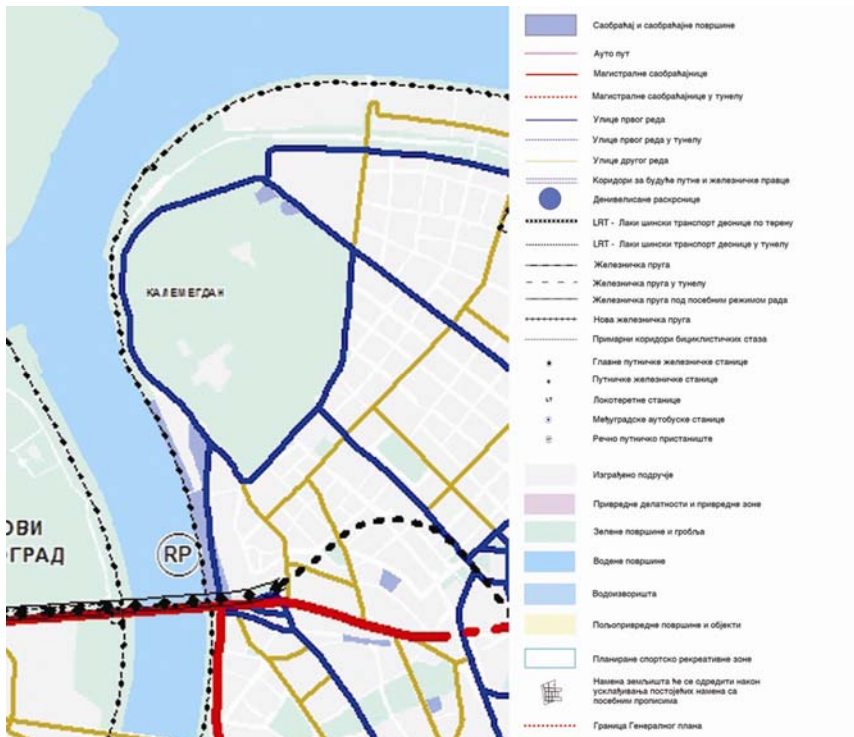 КАЛЕМЕГДАН
ОВИ
ОГРАД
RP
Саобраћај и саобраћајне површине
Ауто пут
Магистралне саобраћајнице
Магистралне саобраћајнице у тунелу
Улице првог реда
Улице првог реда у тунелу
Улице другог реда
Коридори за будуће путне и железничке правце
Денивелисане раскрснице
LRT - Лаки шински транспорт деонице по терену
LRT - Лаки шински транспорт деонице у тунелу
Железничка пруга
Железничка пруга у тунелу
Железничка пруга под посебним режимом рада
Нова железничка пруга
Примарни коридори бициклистичких стаза
Главне путничке железничке станице
Путничке железничке станице
LT
Локотеретне станице
Међуградске аутобуске станице
Речно путничко пристаниште
Изграђено подручје
Привредне делатности и привредне зоне
Зелене површине и гробља
Водене површине
Водоизворишта
Пољопривредне површине и објекти
Планиране спортско рекреативне зоне
Намена земљишта ће се одредити након
усклађивања постојећих намена са
посебним прописима
Граница Генералног плана